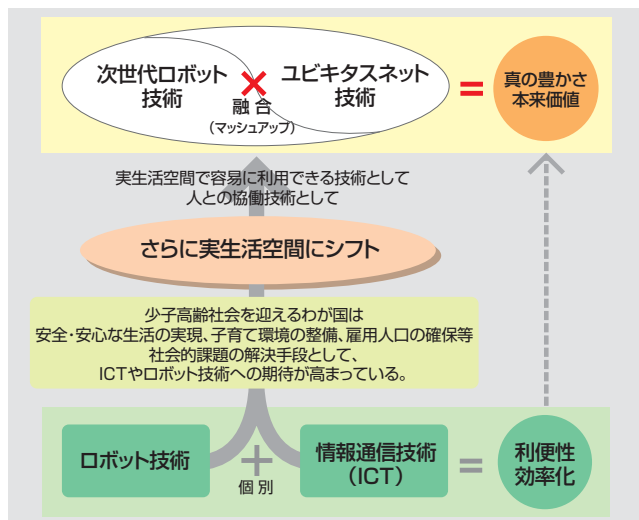 次世代ロボット
技術
×
ユビキタスネット
技術
融合
(マッシュアップ)
=
真の豊かさ
本来価値
実生活空間で容易に利用できる技術として
人との協働技術として
さらに実生活空間にシフト
少子高齢社会を迎えるわが国は
安全・安心な生活の実現、子育て環境の整備、雇用人口の確保等
社会的課題の解決手段として、
ICTやロボット技術への期待が高まっている。
ロボット技術
+
個別
情報通信技術
(ICT)
=
利便性
効率化